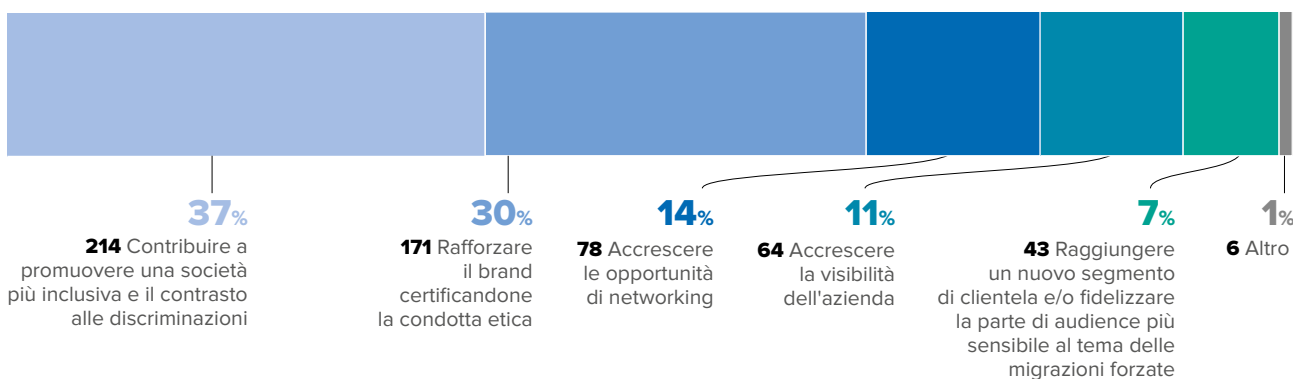 37%
214 Contribuire a
promuovere una società
più inclusiva e il contrasto
alle discriminazioni
30%
171 Rafforzare
il brand
certificandone
la condotta etica
14%
78 Accrescere
le opportunità
di networking
11%
64 Accrescere
la visibilità
dell'azienda
7%
43 Raggiungere
un nuovo segmento
di clientela e/o fidelizzare
la parte di audience più
sensibile al tema delle
migrazioni forzate
1%
6 Altro